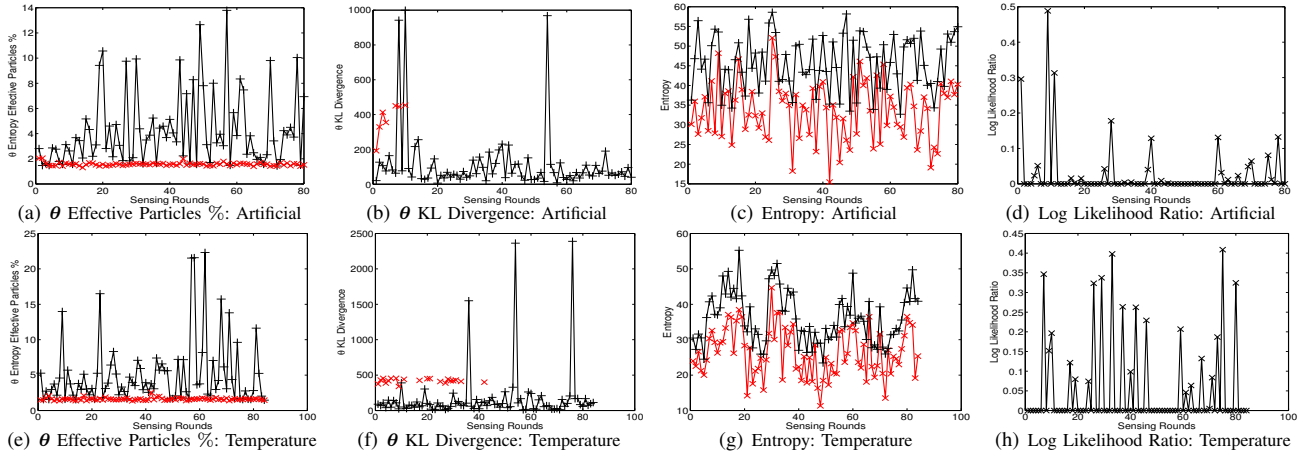 14
12
10
8
6
4
2
0
θ Entropy Effective Particles %
0 20 40 60 80
Sensing Rounds
(a) θ Effective Particles %: Artificial
1000
800
600
400
200
0
θ KL Divergence
0 20 40 60 80
Sensing Rounds
(b) θ KL Divergence: Artificial
60
55
50
45
40
35
30
25
20
15
Entropy
0 20 40 60 80
Sensing Rounds
(c) Entropy: Artificial
0.5
0.4
0.3
0.2
0.1
0
Log Likelihood Ratio
0 20 40 60 80
Sensing Rounds
(d) Log Likelihood Ratio: Artificial
25
20
15
10
5
0
θ Entropy Effective Particles %
0 20 40 60 80 100
Sensing Rounds
(e) θ Effective Particles %: Temperature
2500
2000
1500
1000
500
0
θ KL Divergence
0 20 40 60 80 100
Sensing Rounds
(f) θ KL Divergence: Temperature
60
50
40
30
20
10
Entropy
0 20 40 60 80 100
Sensing Rounds
(g) Entropy: Temperature
0.45
0.4
0.35
0.3
0.25
0.2
0.15
0.1
0.05
0
Log Likelihood Ratio
0 20 40 60 80 100
Sensing Rounds
(h) Log Likelihood Ratio: Temperature